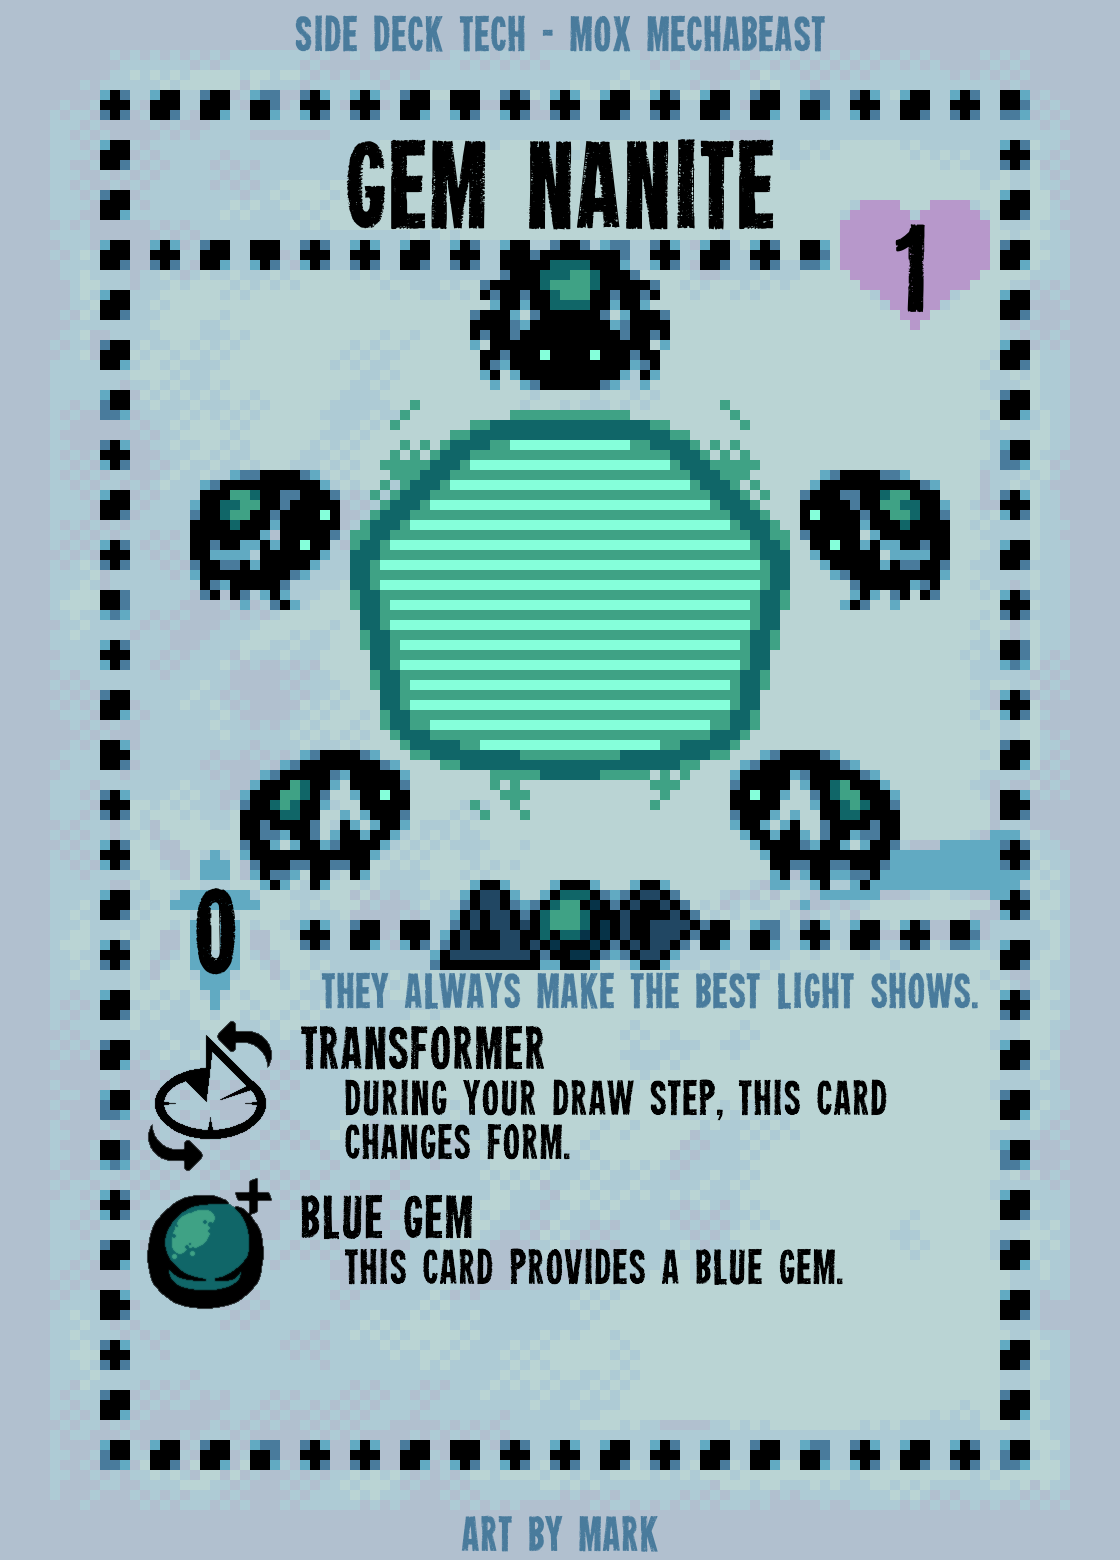 SIDE DECK TECH - MOX MECHABEAST
GEM NANITE
1
0
THEY ALWAYS MAKE THE BEST LIGHT SHOWS.
TRANSFORMER
DURING YOUR DRAW STEP, THIS CARD
CHANGES FORM.
BLUE GEM
THIS CARD PROVIDES A BLUE GEM.
ART BY MARK